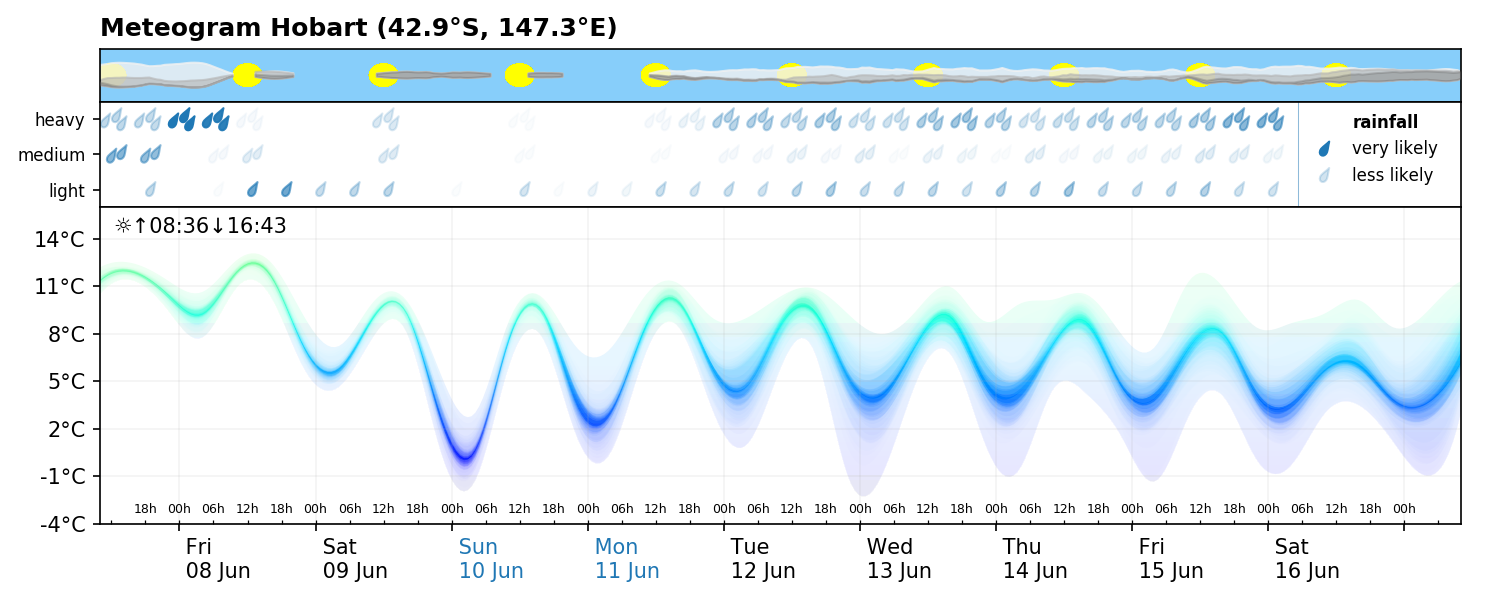 Meteogram Hobart (42.9°S, 147.3°E)
heavy
medium
light
rainfall
very likely
less likely
☼↑08:36↓16:43
14°C
11°C
8°C
5°C
2°C
-1°C
-4°C
18h 00h 06h 12h 18h 00h 06h 12h 18h 00h 06h 12h 18h 00h 06h 12h 18h 00h 06h 12h 18h 00h 06h 12h 18h 00h 06h 12h 18h 00h 06h 12h 18h 00h 06h 12h 18h 00h
Fri Sat Sun Mon Tue Wed Thu Fri Sat
08 Jun 09 Jun 10 Jun 11 Jun 12 Jun 13 Jun 14 Jun 15 Jun 16 Jun